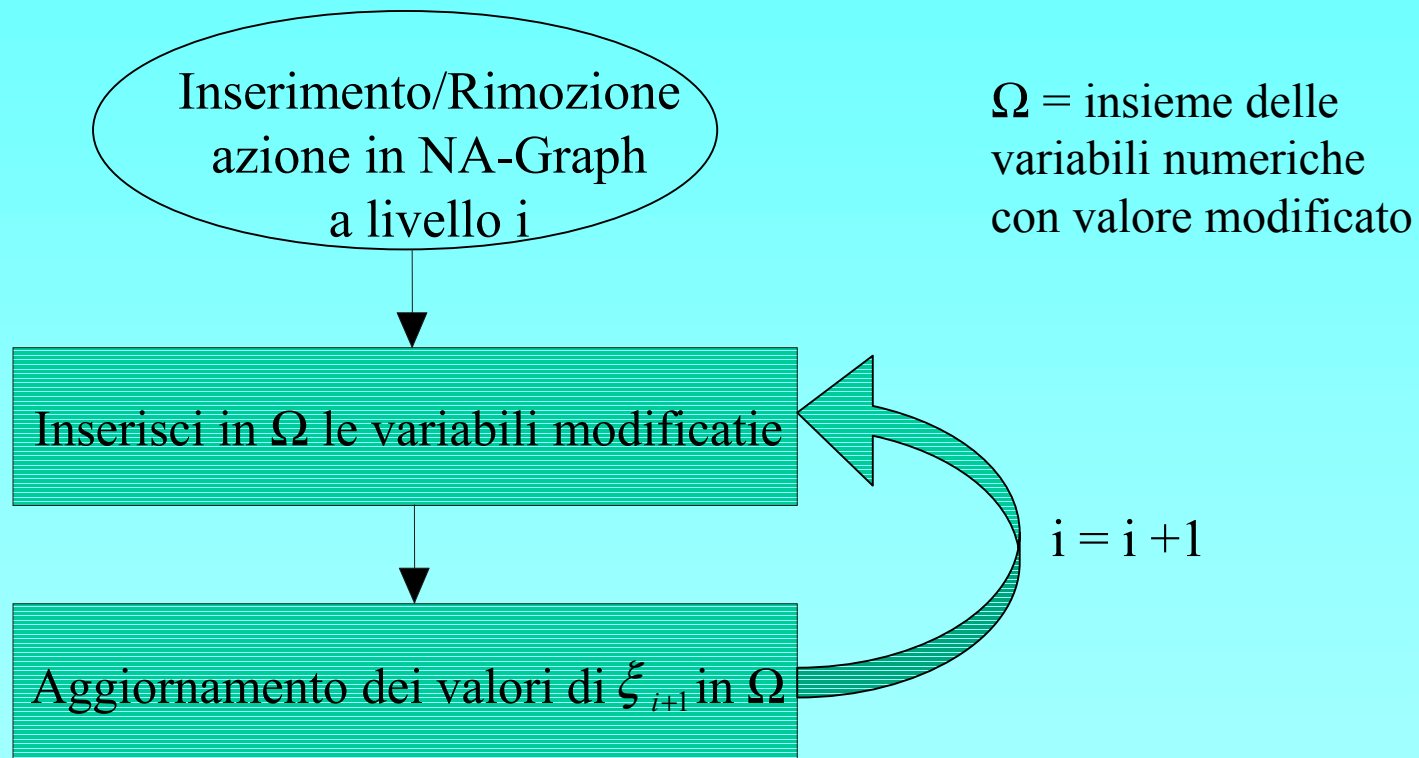 Inserimento/Rimozione
azione in NA-Graph
a livello i
Ω = insieme delle
variabili numeriche
con valore modificato
Inserisci in Ω le variabili modificatie
i = i +1
Aggiornamento dei valori di ξ i+1 in Ω